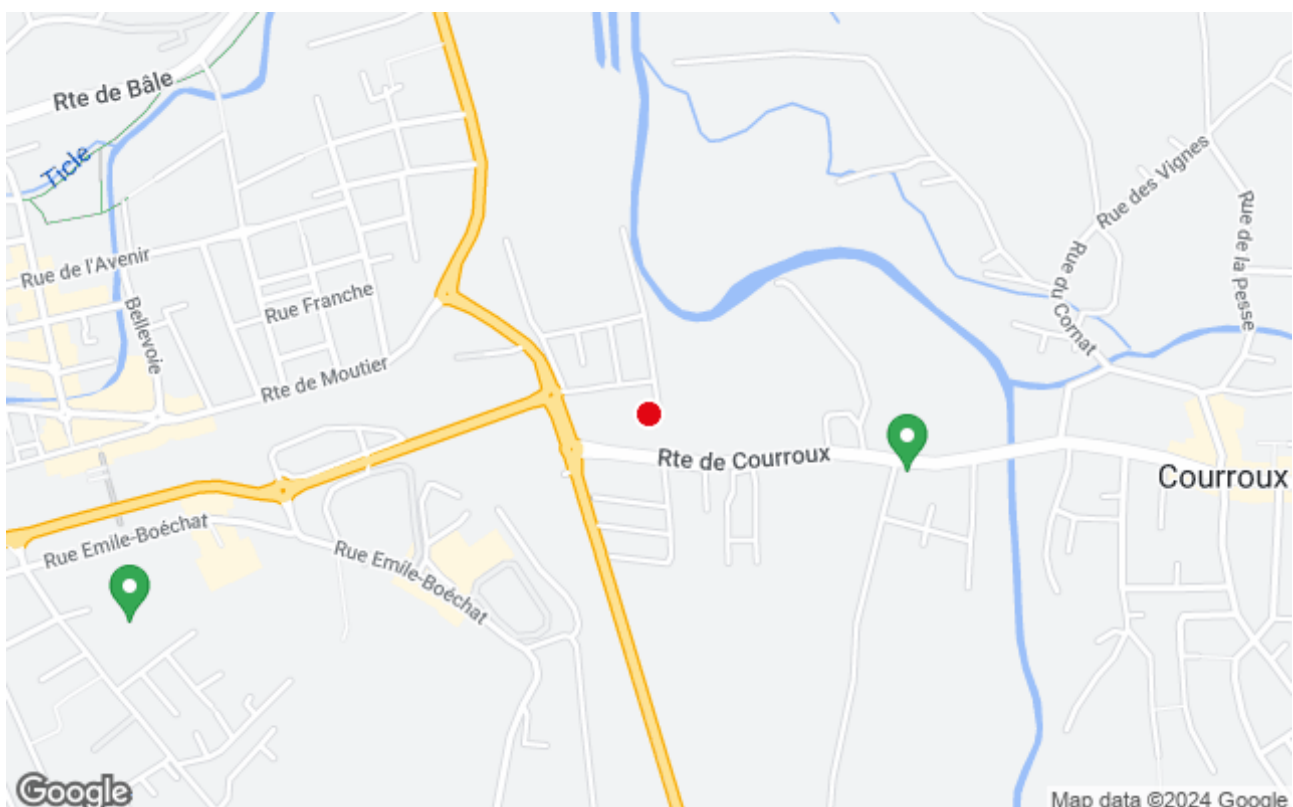 Rte de Bâle
Ticle
Rue des Vignes
Rue de la Pesse
Rue de l'Avenir
Bellevoie
Rue Franche
Rue du Cornat
Rte de Moutier
Rte de Courroux
Courroux
Rue Emile-Boéchat
Rue Emile-Boéchat
Google
Map data ©2024 Google